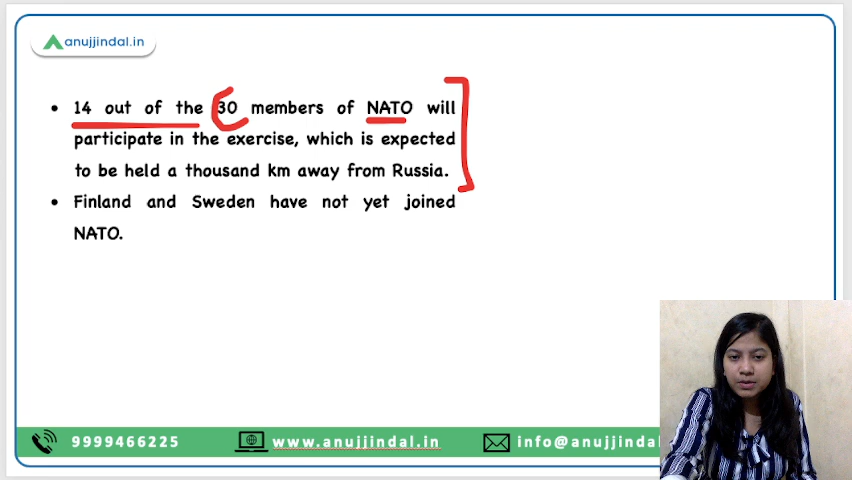 anujjindal.in
• 14 out of the 30 members of NATO will
participate in the exercise, which is expected
to be held a thousand km away from Russia.
• Finland and Sweden have not yet joined
NATO.
9999466225 www.anujjindal.in info@anujjindal